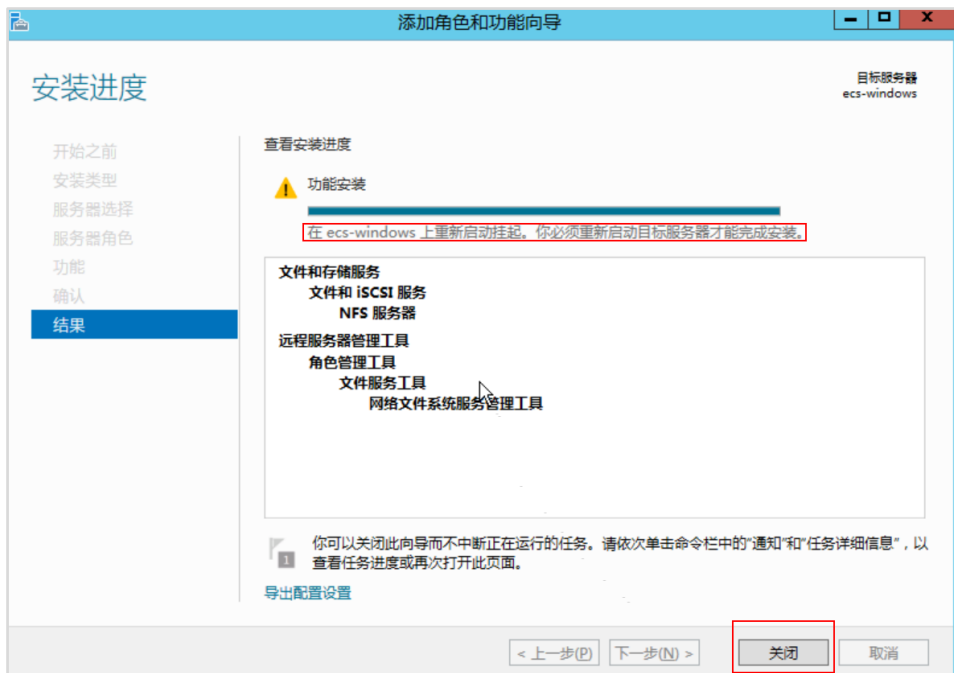 添加角色和功能向导
安装进度
目标服务器
ecs-windows
开始之前
安装类型
服务器选择
服务器角色
功能
确认
结果
查看安装进度
功能安装
在 ecs-windows 上重新启动挂起。你必须重新启动目标服务器才能完成安装。
文件和存储服务
文件和 iSCSI 服务
NFS 服务器
远程服务器管理工具
角色管理工具
文件服务工具
网络文件系统服务管理工具
1
你可以关闭此向导而不中断正在运行的任务。请依次单击命令栏中的"通知"和"任务详细信息"，以
查看任务进度或再次打开此页面。
导出配置设置
< 上一步(P)
下一步(N) >
关闭
取消